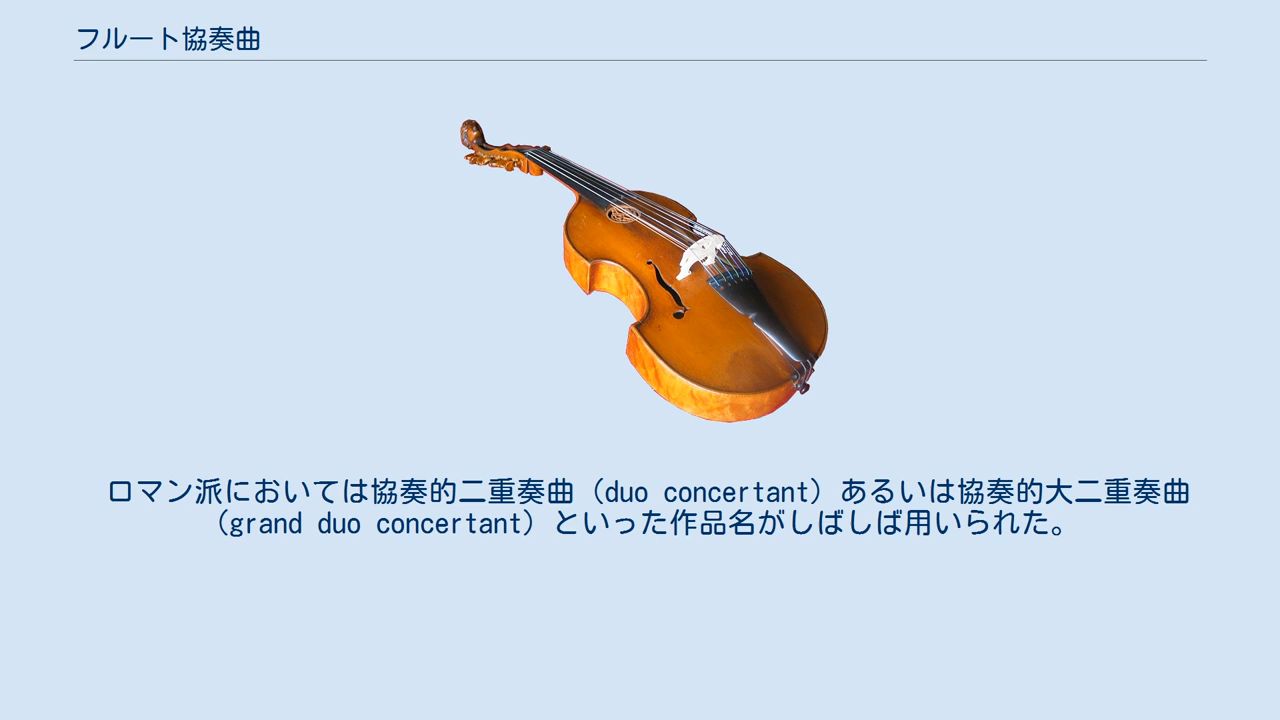 フルート協奏曲
ロマン派においては協奏的二重奏曲（duo concertant）あるいは協奏的大二重奏曲
（grand duo concertant）といった作品名がしばしば用いられた。